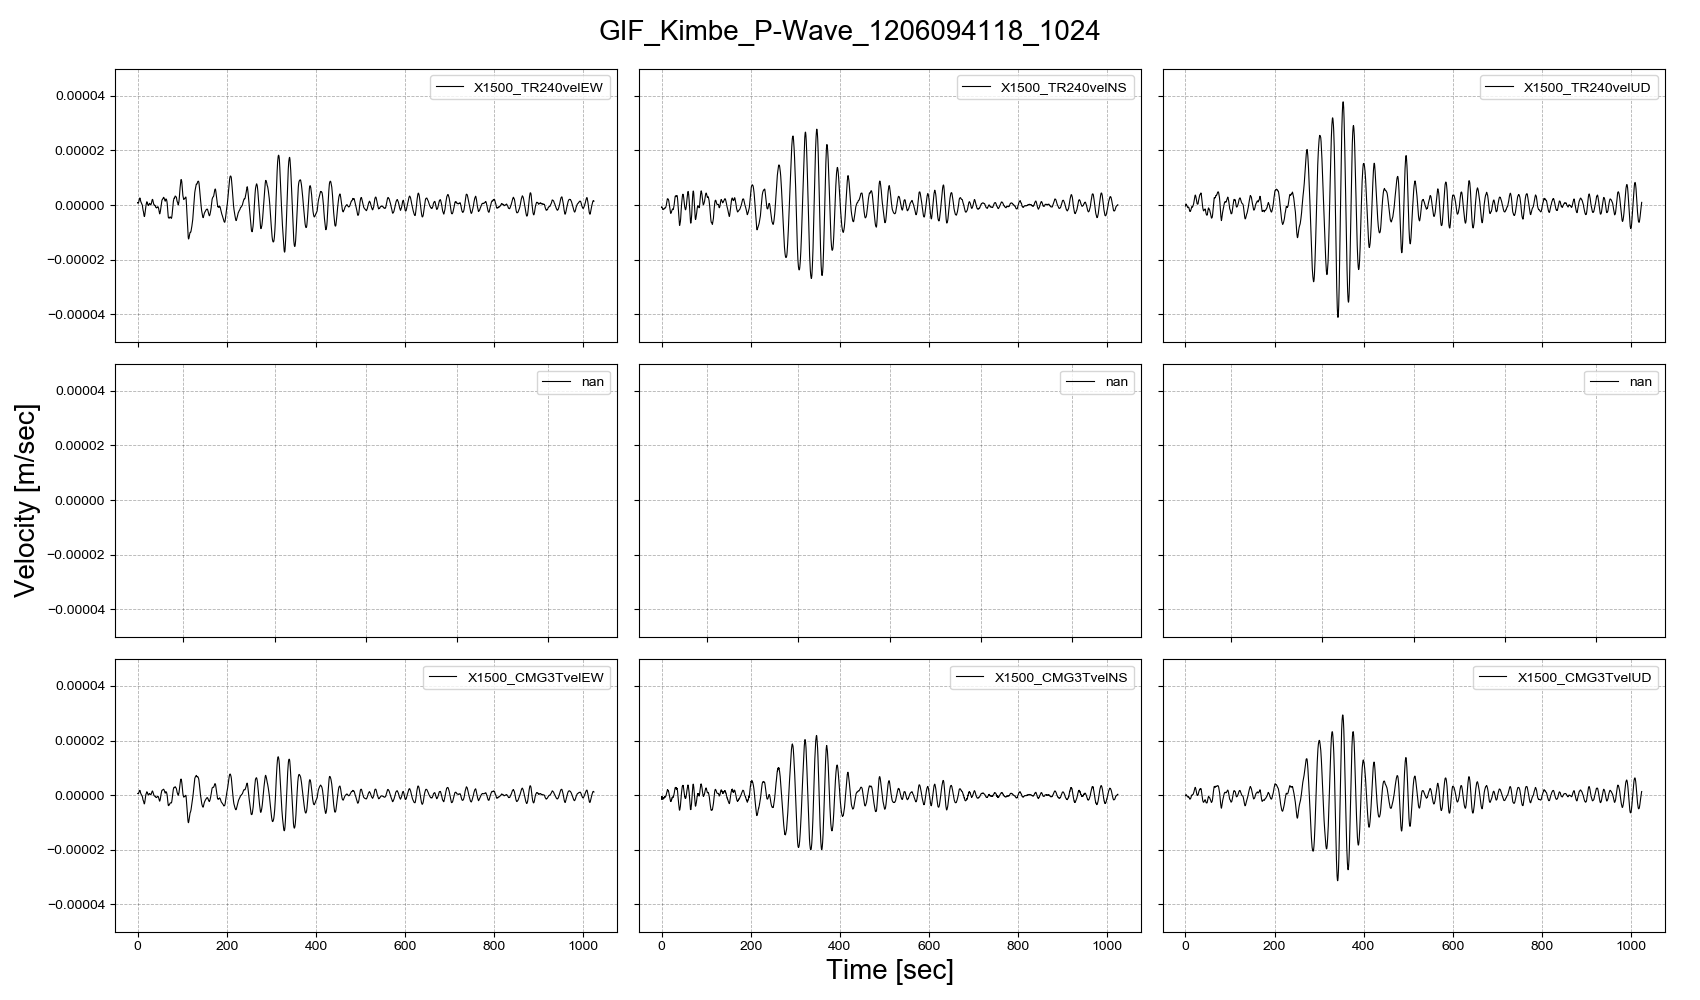 GIF_Kimbe_P-Wave_1206094118_1024
X1500_TR240velEW
X1500_TR240velNS
X1500_TR240velUD
0.00004
0.00002
0.00000
−0.00002
−0.00004
nan
nan
nan
0.00004
0.00002
0.00000
−0.00002
−0.00004
Velocity [m/sec]
X1500_CMG3TvelEW
X1500_CMG3TvelNS
X1500_CMG3TvelUD
0.00004
0.00002
0.00000
−0.00002
−0.00004
0 200 400 600 800 1000
0 200 400 600 800 1000
0 200 400 600 800 1000
Time [sec]